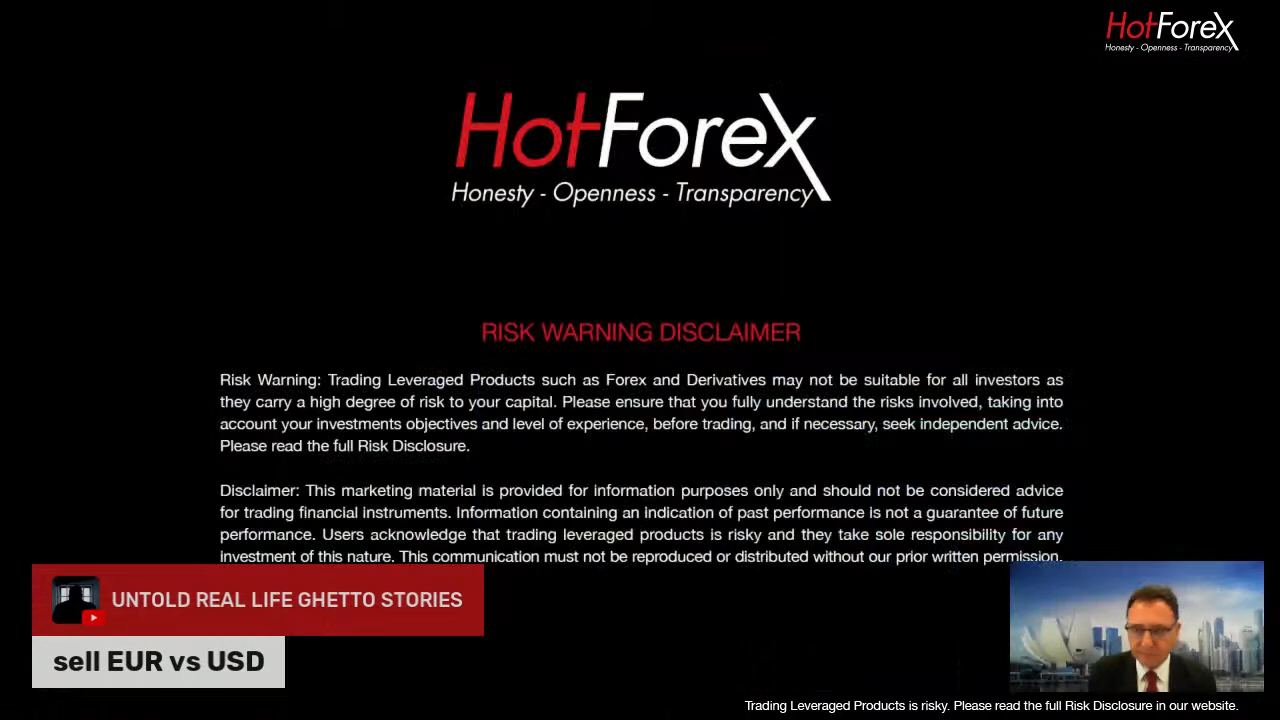 HotForex
Honesty - Openness - Transparency
HotForex
Honesty - Openness - Transparency
RISK WARNING DISCLAIMER
Risk Warning: Trading Leveraged Products such as Forex and Derivatives may not be suitable for all investors as
they carry a high degree of risk to your capital. Please ensure that you fully understand the risks involved, taking into
account your investments objectives and level of experience, before trading, and if necessary, seek independent advice.
Please read the full Risk Disclosure.
Disclaimer: This marketing material is provided for information purposes only and should not be considered advice
for trading financial instruments. Information containing an indication of past performance is not a guarantee of future
performance. Users acknowledge that trading leveraged products is risky and they take sole responsibility for any
investment of this nature. This communication must not be reproduced or distributed without our prior written permission.
UNTOLD REAL LIFE GHETTO STORIES
sell EUR vs USD
Trading Leveraged Products is risky. Please read the full Risk Disclosure in our website.